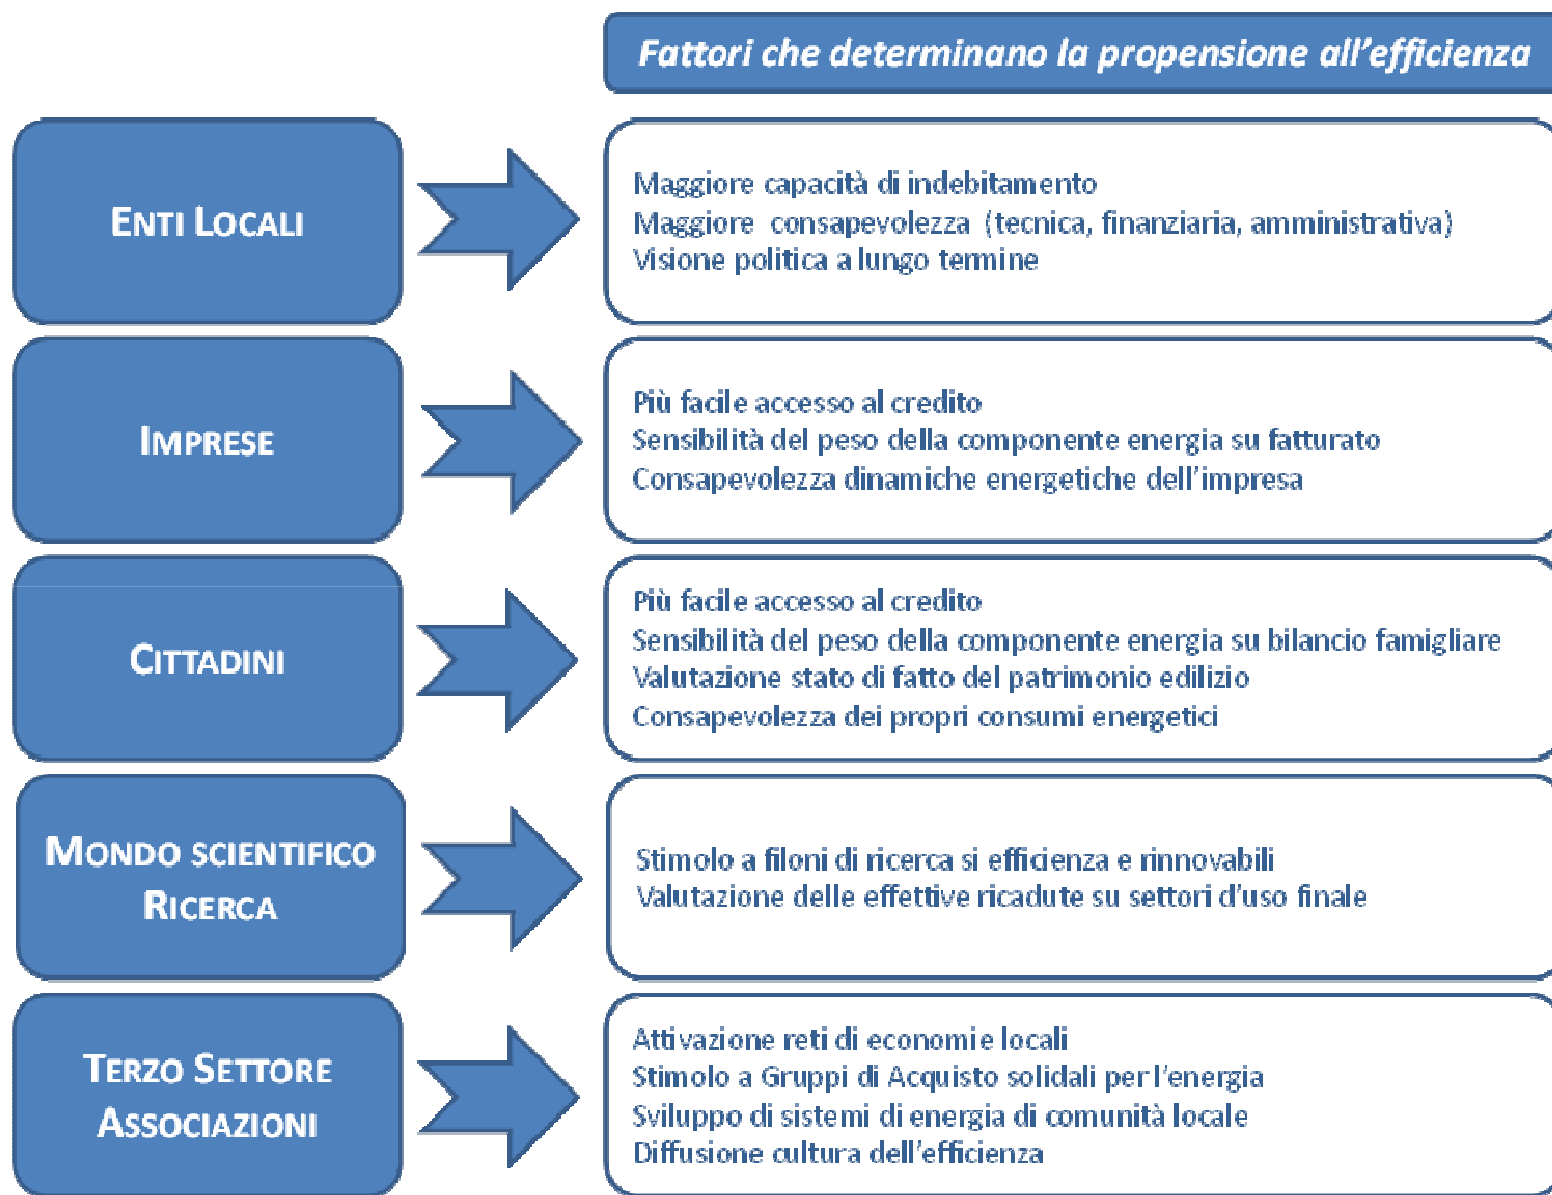 Fattori che determinano la propensione all'efficienza
ENTI LOCALI
Maggiore capacità di indebitamento
Maggiore consapevolezza (tecnica, finanziaria, amministrativa)
Visione politica a lungo termine
IMPRESE
Più facile accesso al credito
Sensibilità del peso della componente energia su fatturato
Consapevolezza dinamiche energetiche dell'impresa
CITTADINI
Più facile accesso al credito
Sensibilità del peso della componente energia su bilancio famigliare
Valutazione stato di fatto del patrimonio edilizio
Consapevolezza dei propri consumi energetici
MONDO SCIENTIFICO
RICERCA
Stimolo a filoni di ricerca si efficienza e rinnovabili
Valutazione delle effettive ricadute su settori d'uso finale
TERZO SETTORE
ASSOCIAZIONI
Attivazione reti di economie locali
Stimolo a Gruppi di Acquisto solidali per l'energia
Sviluppo di sistemi di energia di comunità locale
Diffusione cultura dell'efficienza